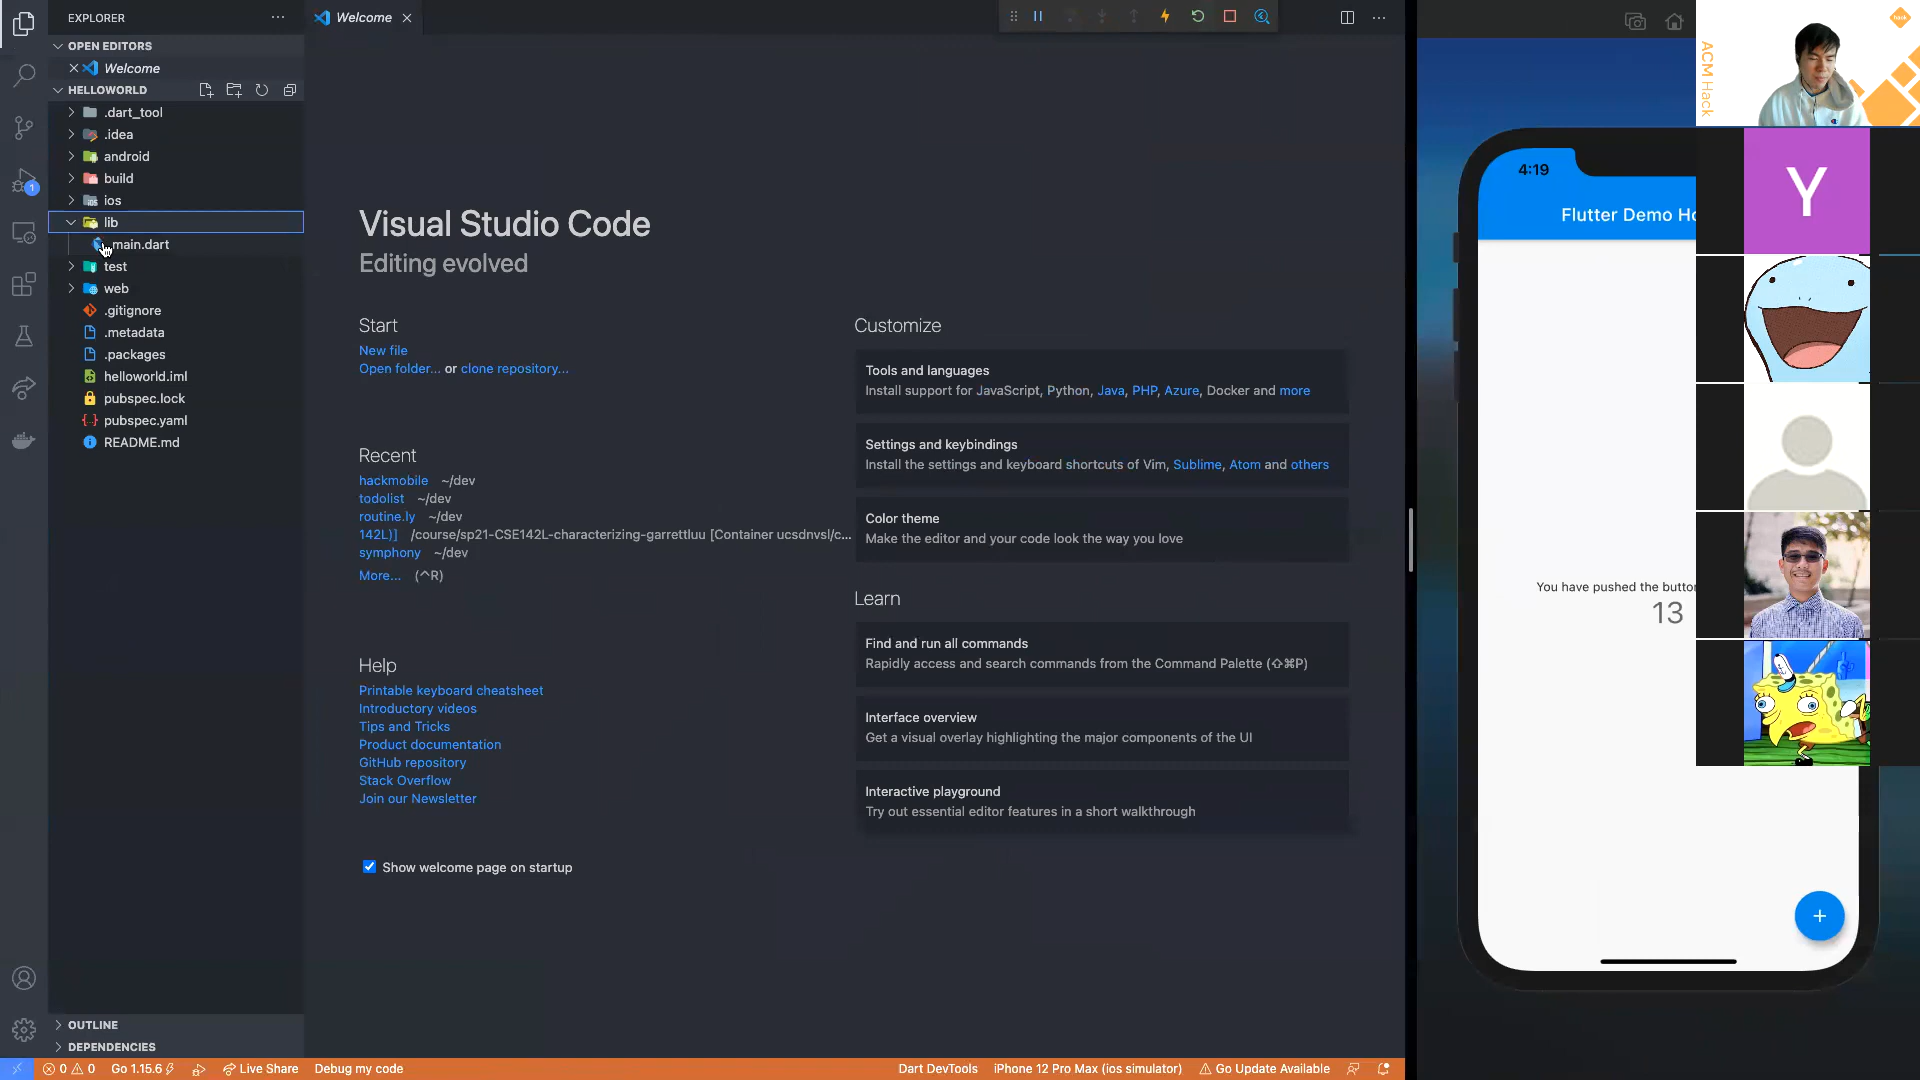 EXPLORER
OPEN EDITORS
Welcome
HELLOWORLD
.dart_tool
.idea
android
build
ios
lib
main.dart
test
web
.gitignore
.metadata
.packages
helloworld.iml
pubspec.lock
pubspec.yaml
README.md
OUTLINE
DEPENDENCIES
1
Welcome
Visual Studio Code
Editing evolved
Start
New file
Open folder... or clone repository...
Recent
hackmobile ~/dev
todolist ~/dev
routine.ly ~/dev
142L)] /course/sp21-CSE142L-characterizing-garrettluu [Container ucsdnvsl/c...
symphony ~/dev
More... (^R)
Help
Printable keyboard cheatsheet
Introductory videos
Tips and Tricks
Product documentation
GitHub repository
Stack Overflow
Join our Newsletter
Show welcome page on startup
Customize
Tools and languages
Install support for JavaScript, Python, Java, PHP, Azure, Docker and more
Settings and keybindings
Install the settings and keyboard shortcuts of Vim, Sublime, Atom and others
Color theme
Make the editor and your code look the way you love
Learn
Find and run all commands
Rapidly access and search commands from the Command Palette (⇧⌘P)
Interface overview
Get a visual overlay highlighting the major components of the UI
Interactive playground
Try out essential editor features in a short walkthrough
4:19
Flutter Demo Ho
You have pushed the button
13
+
ACM Hack
hack
Y
0 0 Go 1.15.6 Live Share Debug my code Dart DevTools iPhone 12 Pro Max (ios simulator) Go Update Available